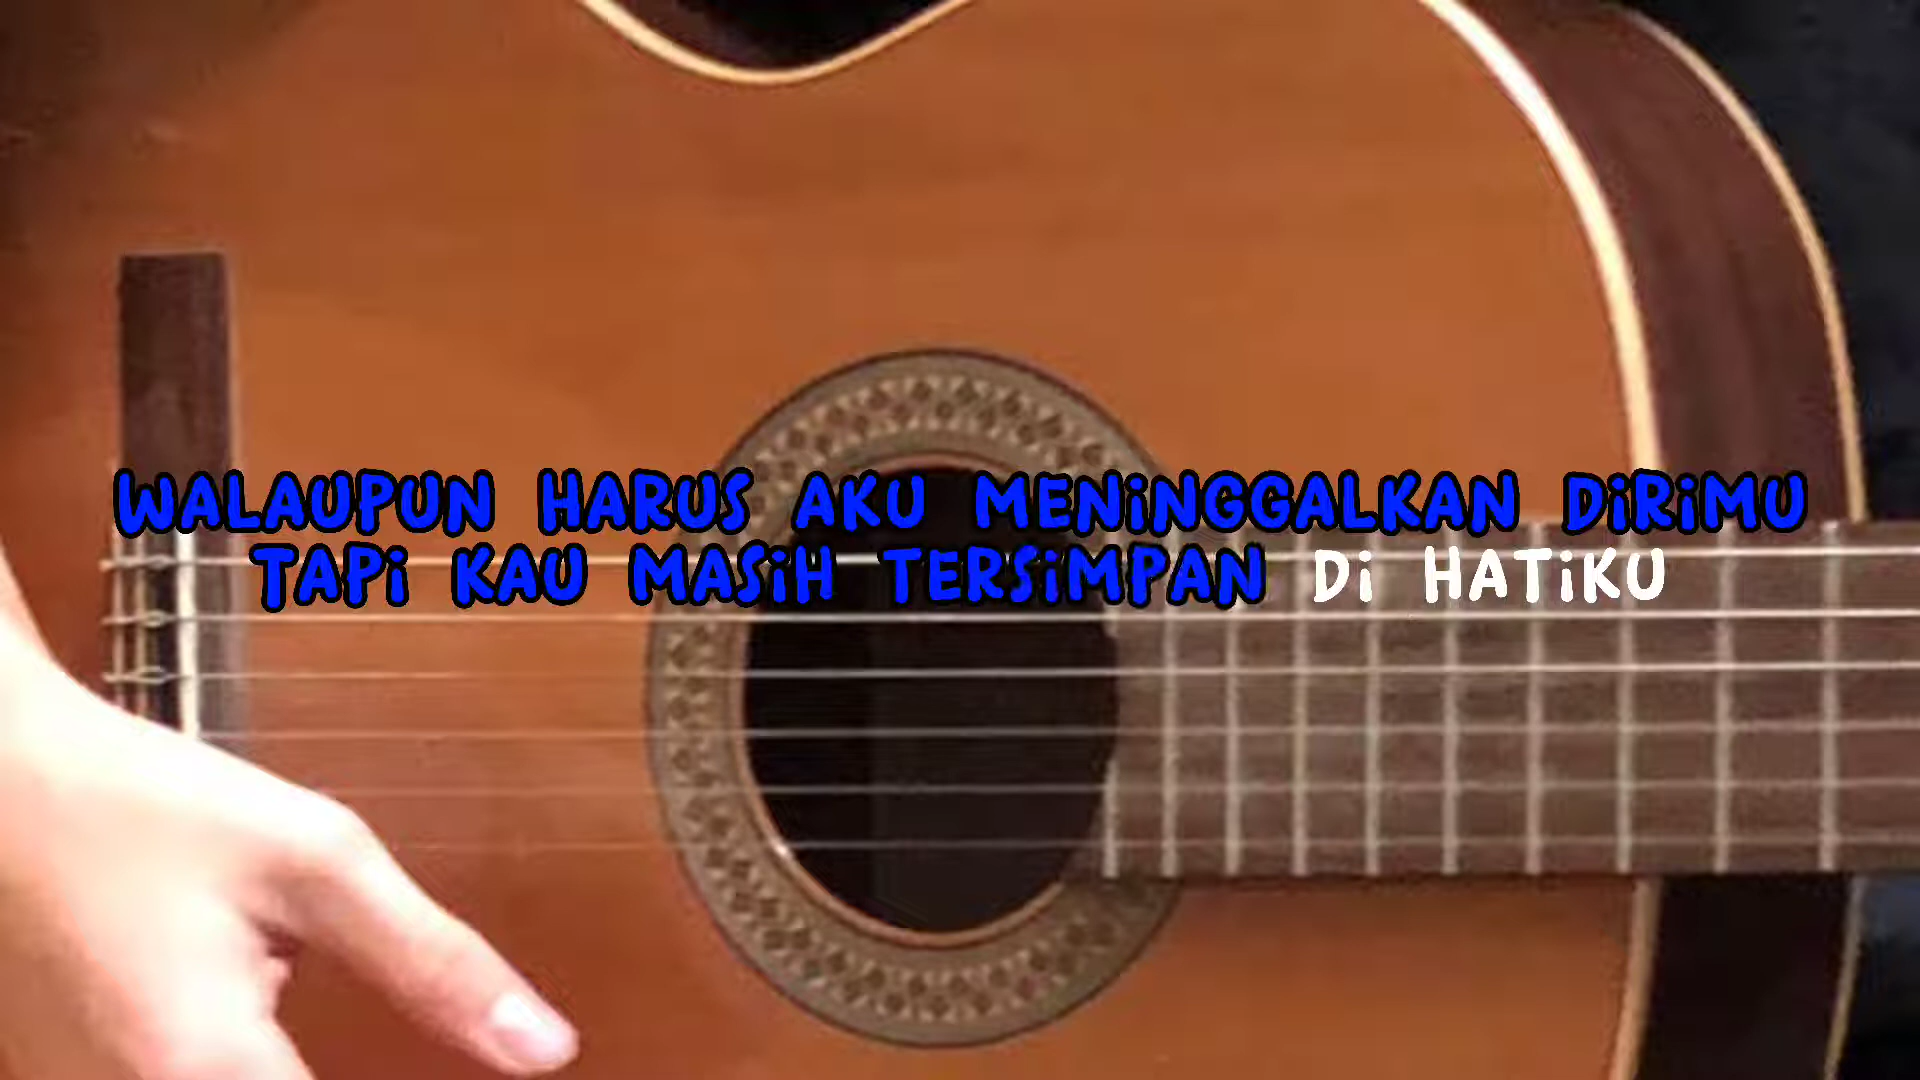 WALAUPUN HARUS AKU MENiNGGALKAN DiRiMU
TAPi KAU MASiH TERSiMPAN Di HATiKU